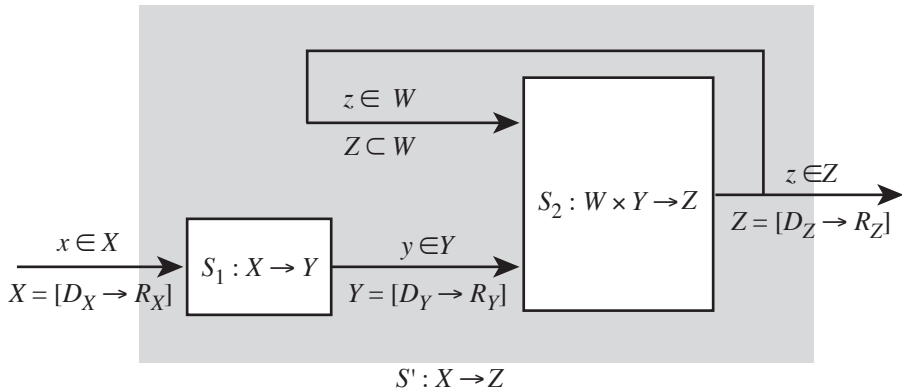 z ∈ W
Z ⊂ W
S₂ : W × Y → Z
z ∈ Z
Z = [D_Z → R_Z]
x ∈ X
X = [D_X → R_X]
S₁ : X → Y
y ∈ Y
Y = [D_Y → R_Y]
S' : X → Z